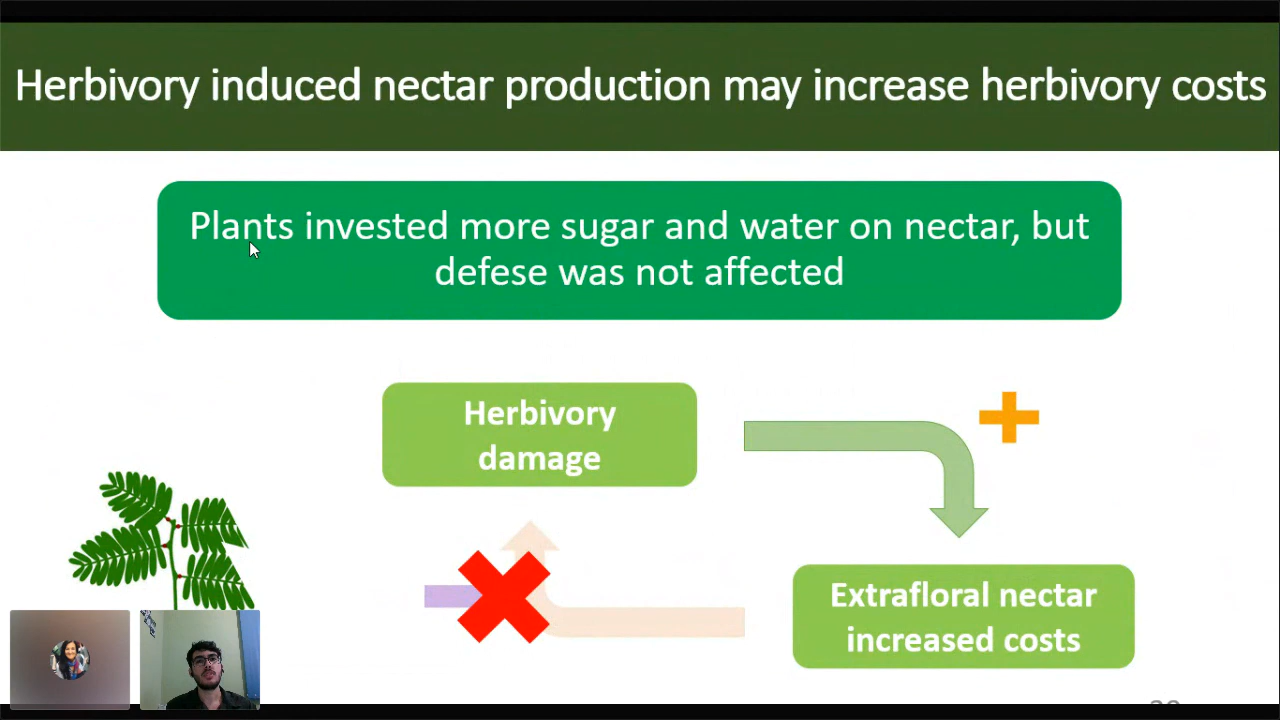 Herbivory induced nectar production may increase herbivory costs
Plants invested more sugar and water on nectar, but
defese was not affected
Herbivory
damage
Extrafloral nectar
increased costs